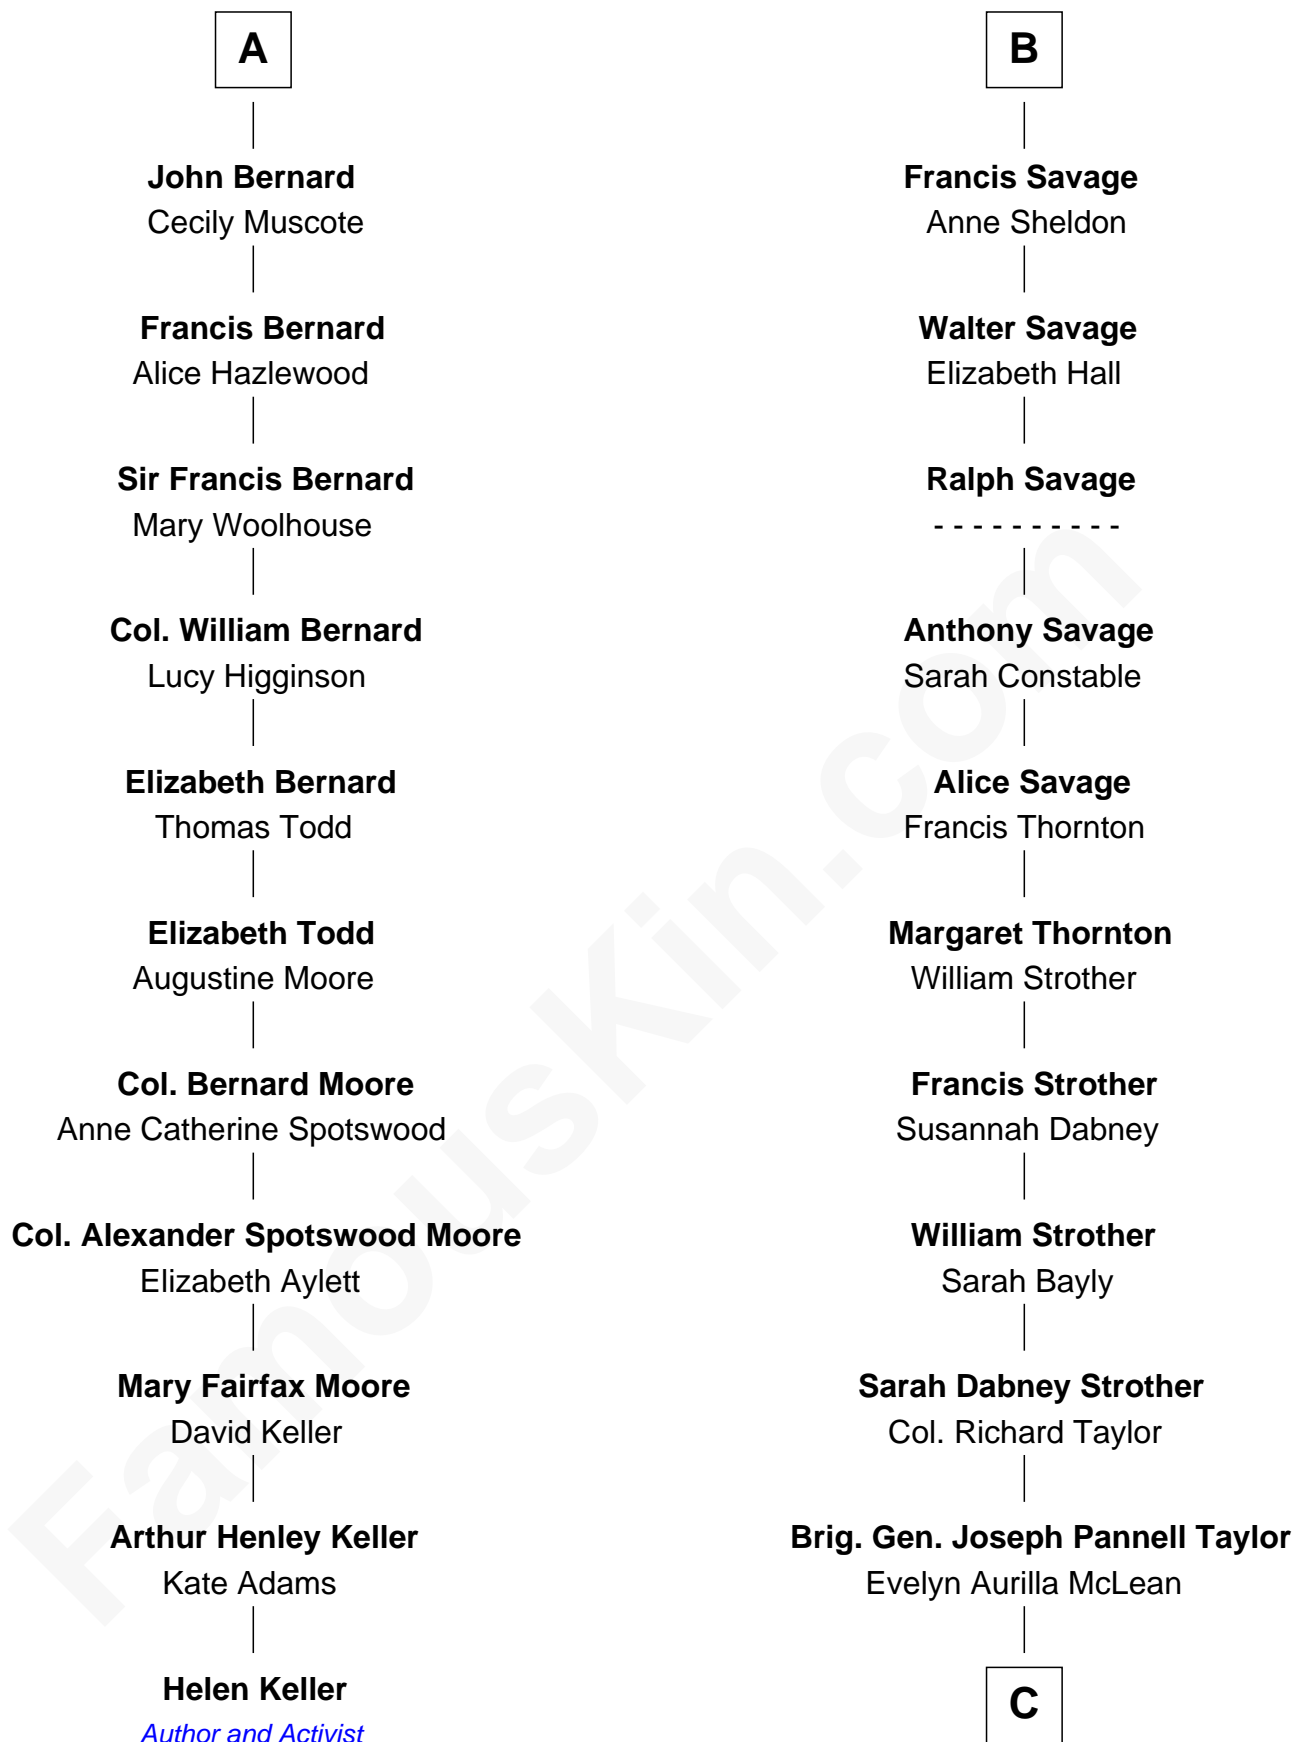 A
John Bernard
Cecily Muscote
Francis Bernard
Alice Hazlewood
Sir Francis Bernard
Mary Woolhouse
Col. William Bernard
Lucy Higginson
Elizabeth Bernard
Thomas Todd
Elizabeth Todd
Augustine Moore
Col. Bernard Moore
Anne Catherine Spotswood
Col. Alexander Spotswood Moore
Elizabeth Aylett
Mary Fairfax Moore
David Keller
Arthur Henley Keller
Kate Adams
Helen Keller
Author and Activist
B
Francis Savage
Anne Sheldon
Walter Savage
Elizabeth Hall
Ralph Savage
- - - - - - - - - -
Anthony Savage
Sarah Constable
Alice Savage
Francis Thornton
Margaret Thornton
William Strother
Francis Strother
Susannah Dabney
William Strother
Sarah Bayly
Sarah Dabney Strother
Col. Richard Taylor
Brig. Gen. Joseph Pannell Taylor
Evelyn Aurilla McLean
C
FamousKin.com